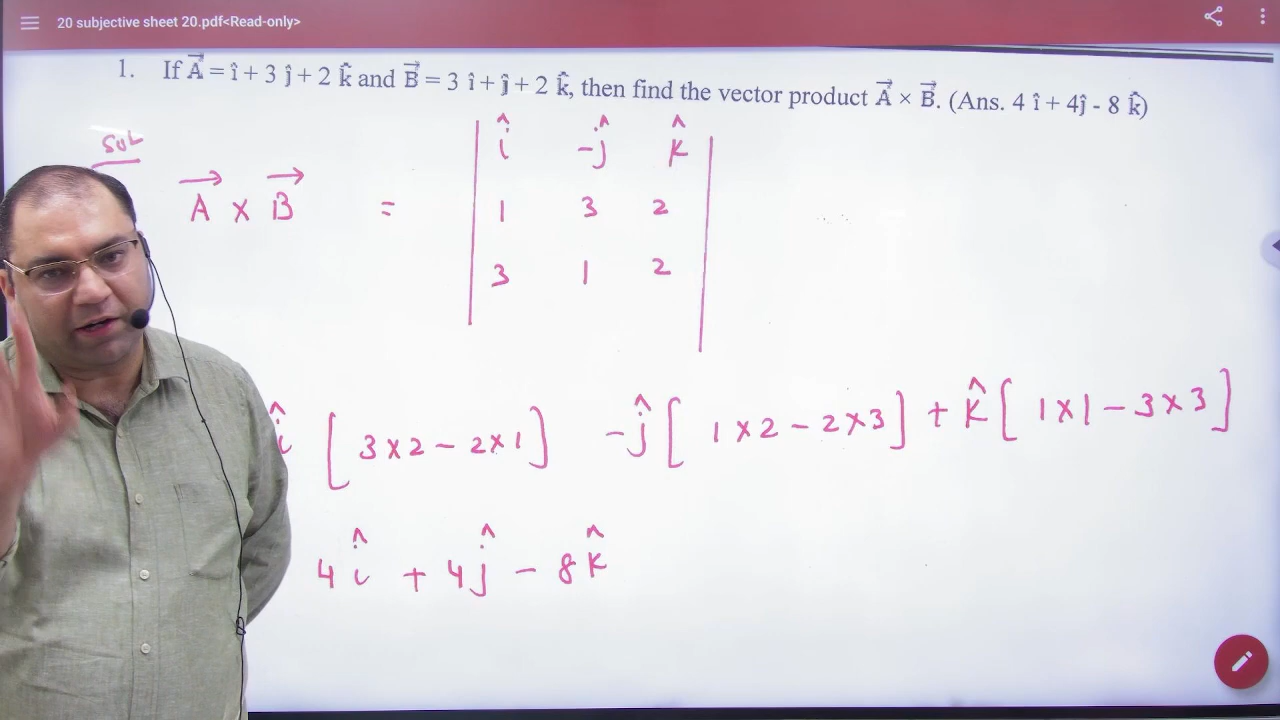 20 subjective sheet 20.pdf<Read-only>
1. If A⃗ = î + 3 ĵ + 2 k̂ and B⃗ = 3 î + ĵ + 2 k̂, then find the vector product A⃗ × B⃗. (Ans. 4 î + 4ĵ - 8 k̂)
Sol
î -ĵ k̂
A⃗ × B⃗ = 1 3 2
3 1 2
î [3×2 − 2×1] -ĵ [1×2 − 2×3] + k̂ [1×1 − 3×3]
4î + 4ĵ − 8k̂